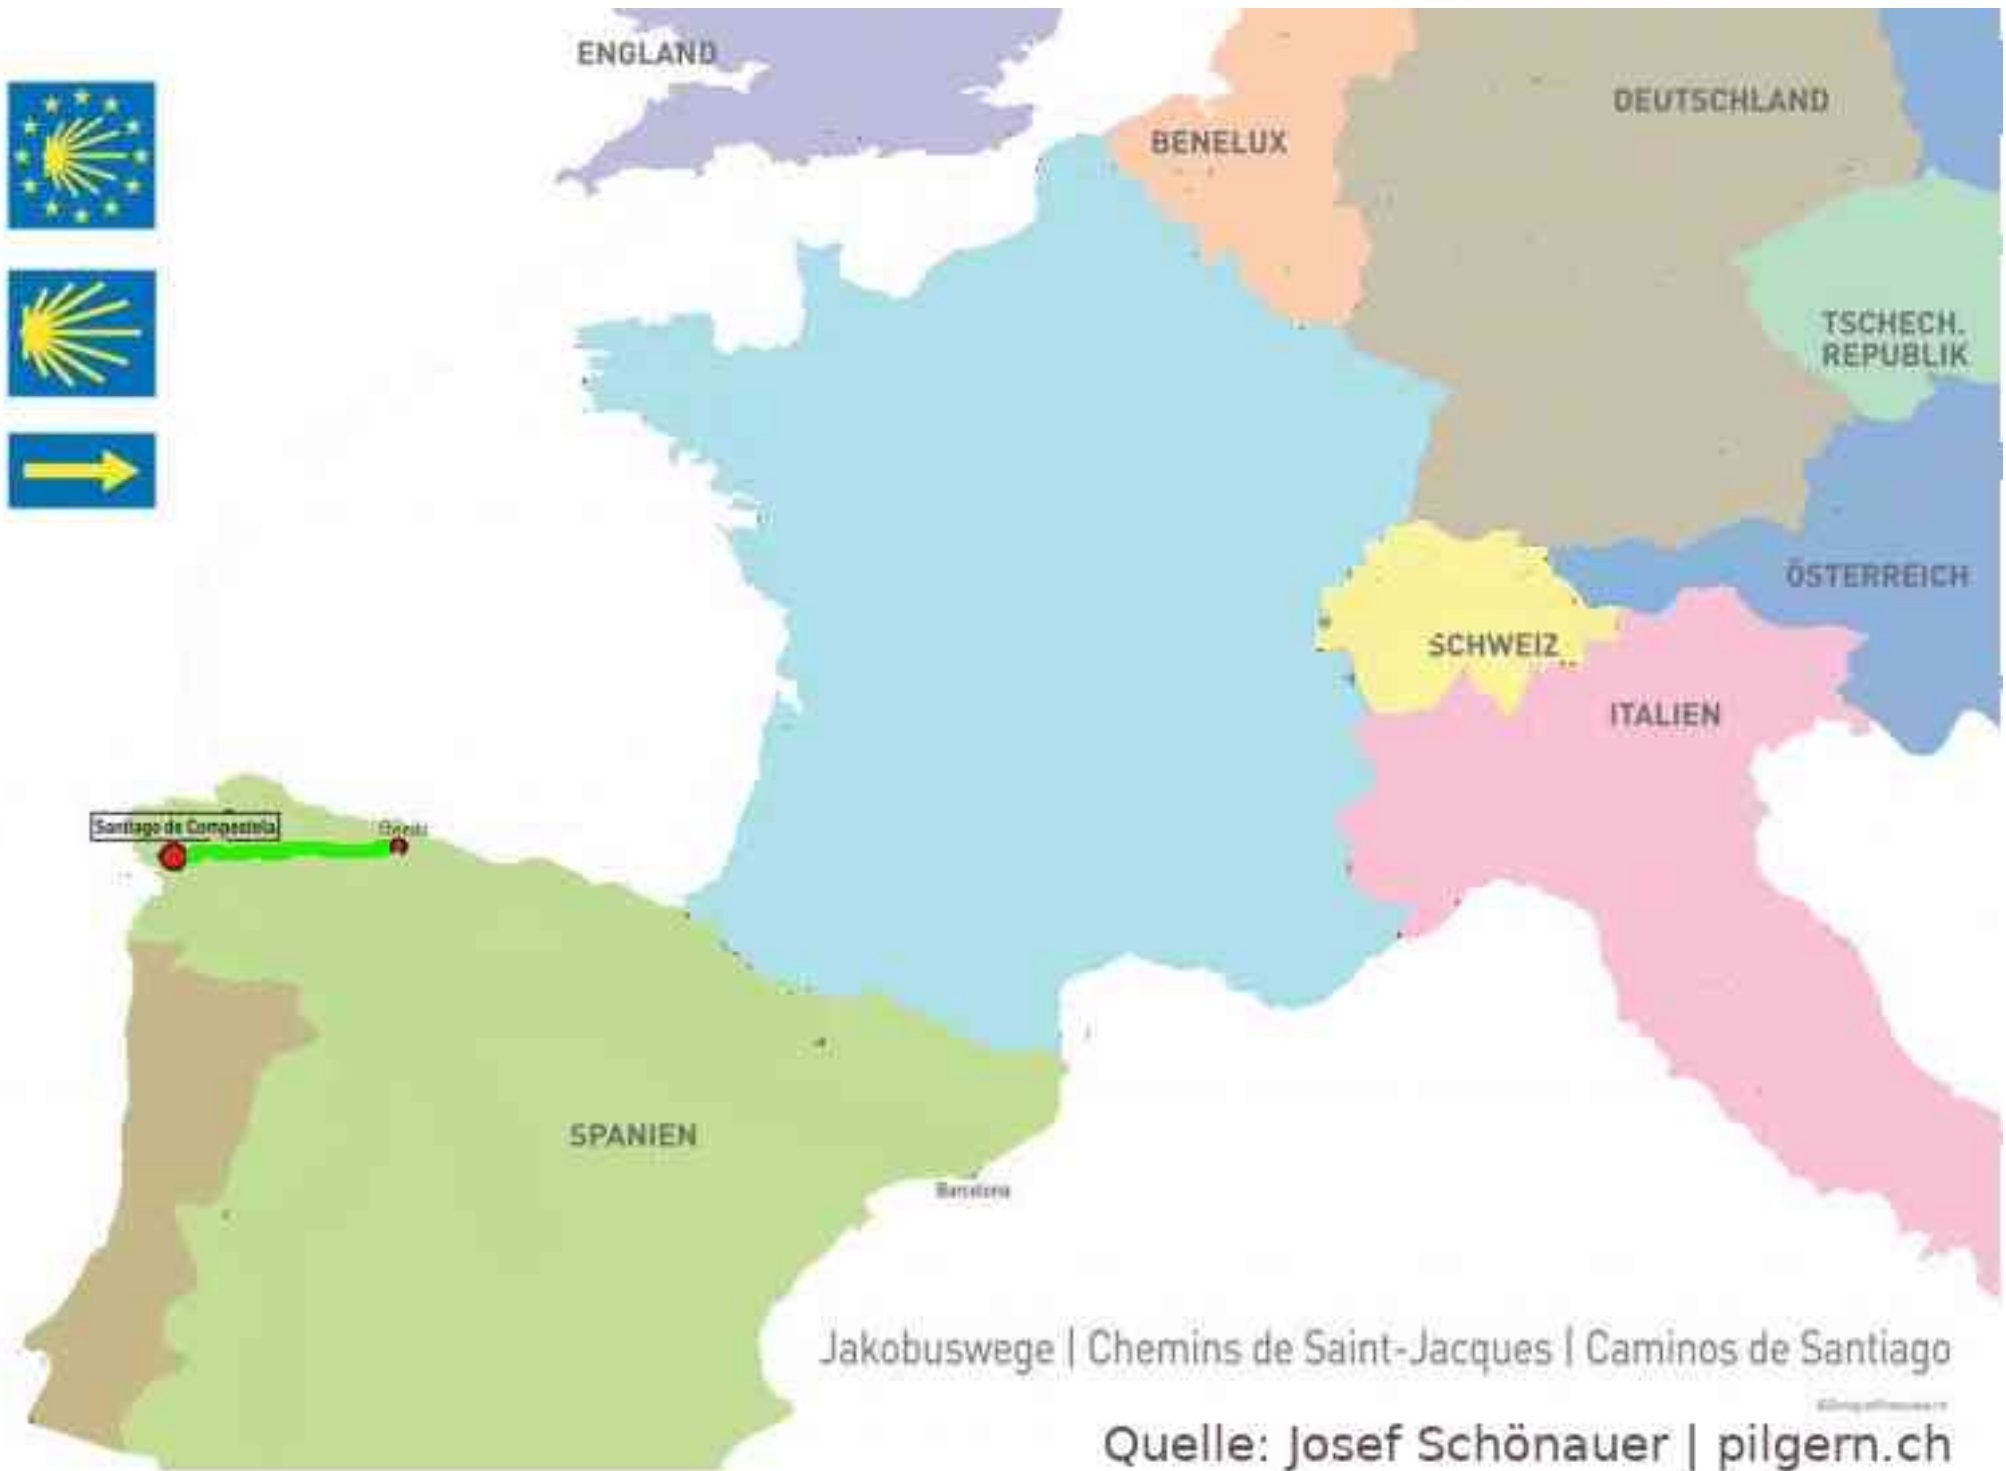 ENGLAND
DEUTSCHLAND
BENELUX
TSCHECH.
REPUBLIK
ÖSTERREICH
SCHWEIZ
ITALIEN
Santiago de Compostela
SPANIEN
Barcelona
Jakobuswege | Chemins de Saint-Jacques | Caminos de Santiago
Quelle: Josef Schönauer | pilgern.ch